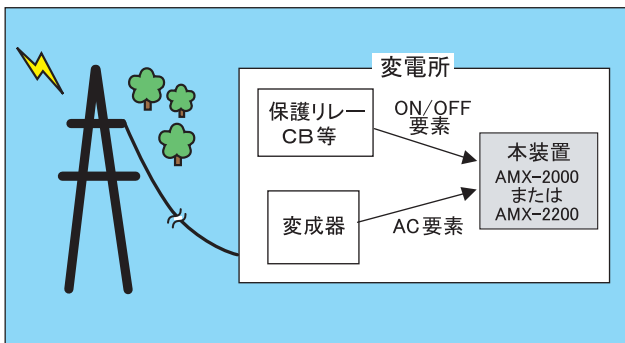 変電所
保護リレー
CB等
ON/OFF
要素
本装置
AMX-2000
または
AMX-2200
変成器
AC要素